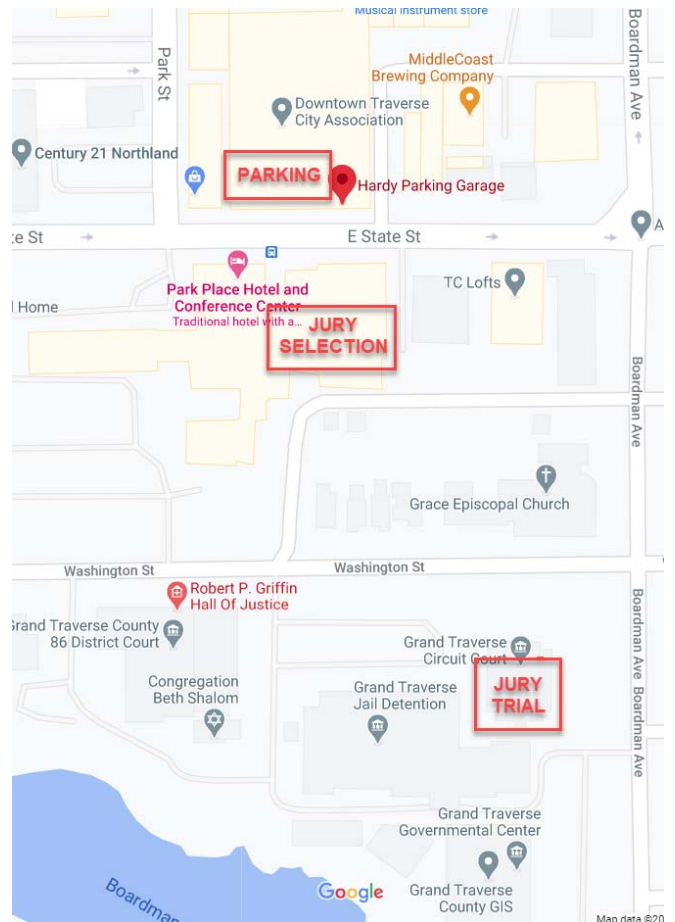 Musical instrument store
Park St
MiddleCoast
Brewing Company
Boardman Ave
Downtown Traverse
City Association
Century 21 Northland
PARKING
Hardy Parking Garage
te St
E State St
A
Park Place Hotel and
Conference Center
Traditional hotel with a...
TC Lofts
l Home
JURY
SELECTION
Boardman Ave
Grace Episcopal Church
Washington St
Washington St
Robert P. Griffin
Hall Of Justice
Grand Traverse County
86 District Court
Boardman Ave
Grand Traverse
Circuit Court
Congregation
Beth Shalom
Grand Traverse
Jail Detention
JURY
TRIAL
Boardman Ave
Grand Traverse
Governmental Center
Google
Boardman
Grand Traverse
County GIS
Map data ©20